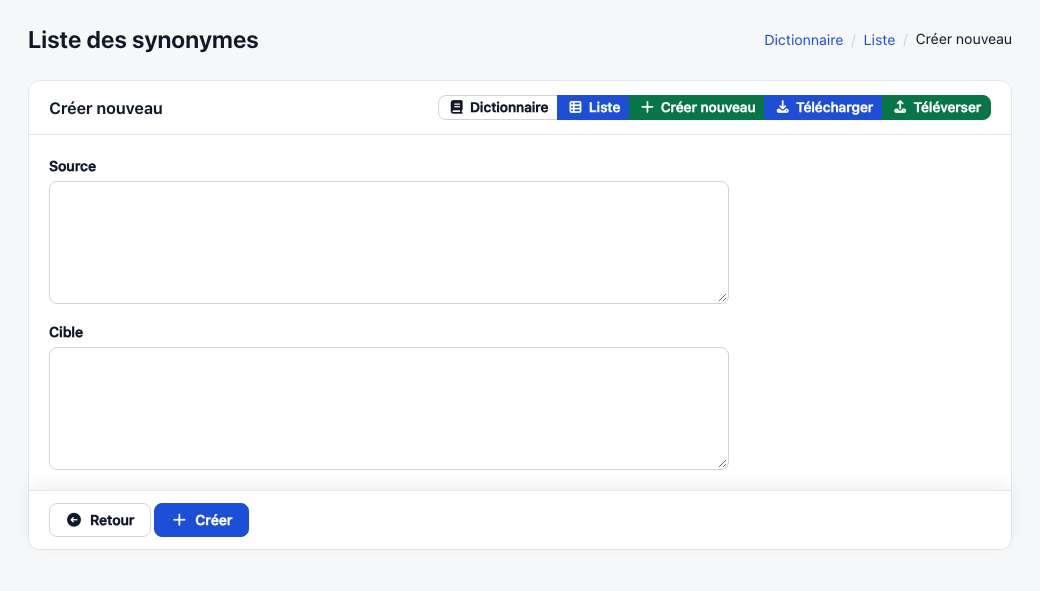 Liste des synonymes
Dictionnaire / Liste / Créer nouveau
Créer nouveau
Dictionnaire Liste Créer nouveau Télécharger Téléverser
Source
Cible
Retour Créer